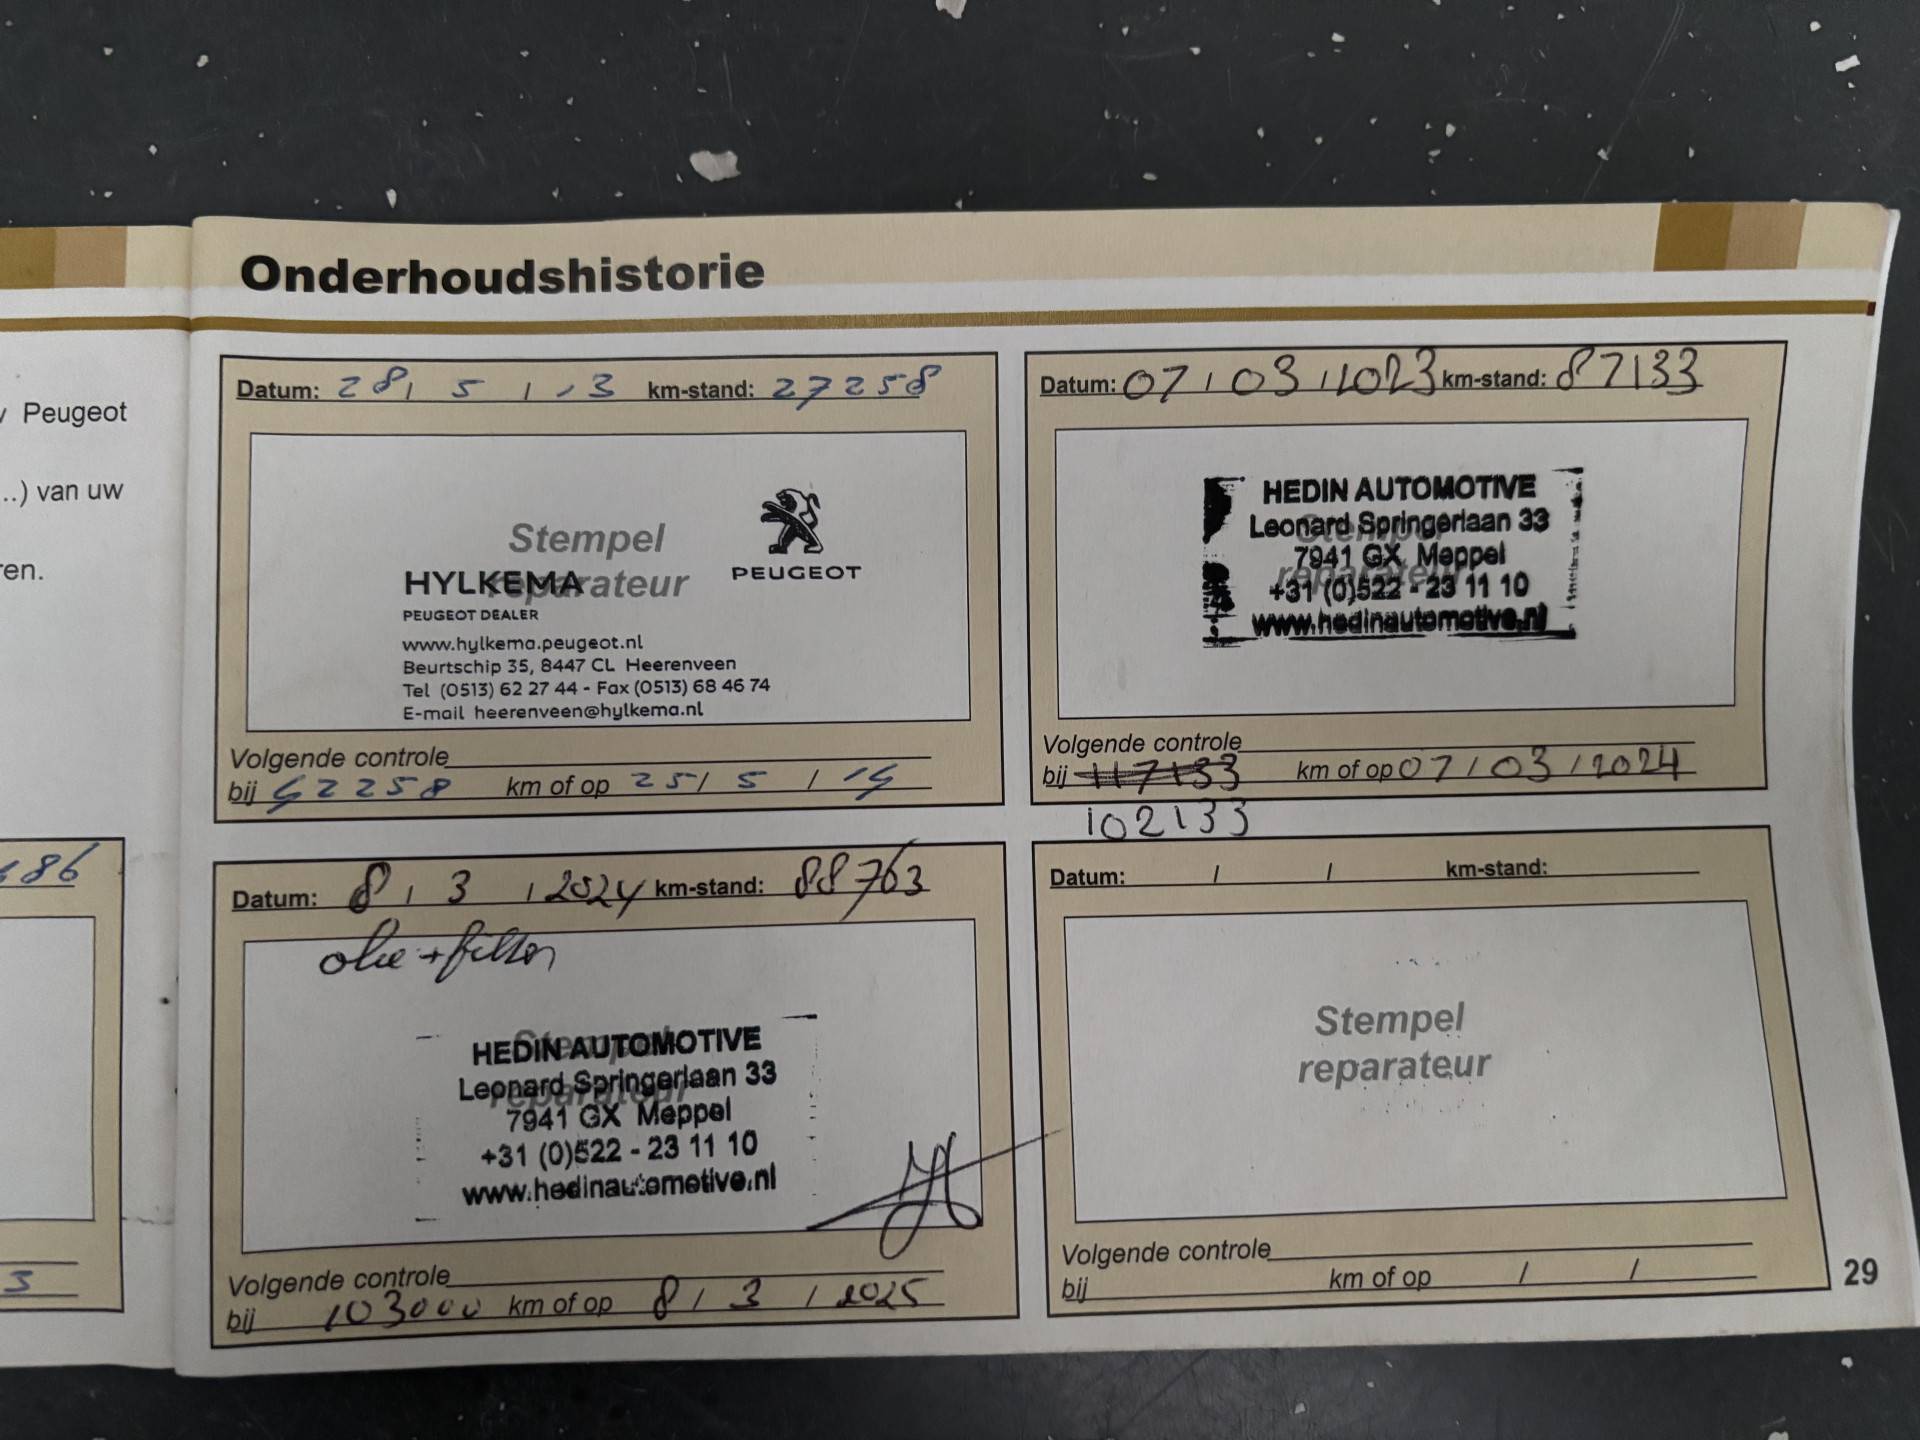 Peugeot
..) van uw
ren.
86
3
Onderhoudshistorie
Datum: 28 / 5 / 13 km-stand: 27258
Stempel
reparateur
PEUGEOT
HYLKEMA
PEUGEOT DEALER
www.hylkema.peugeot.nl
Beurtschip 35, 8447 CL Heerenveen
Tel (0513) 62 27 44 - Fax (0513) 68 46 74
E-mail heerenveen@hylkema.nl
Volgende controle
bij 42258 km of op 25 / 5 / 14
Datum: 07 / 03 / 2023 km-stand: 87133
HEDIN AUTOMOTIVE
Leonard Springerlaan 33
7941 GX Meppel
+31 (0)522 - 23 11 10
www.hedinautomotive.nl
Stempel
reparateur
Volgende controle
bij 117133 km of op 07 / 03 / 2024
102133
Datum: 8 / 3 / 2024 km-stand: 88763
olie + filter
HEDIN AUTOMOTIVE
Leonard Springerlaan 33
7941 GX Meppel
+31 (0)522 - 23 11 10
www.hedinautomotive.nl
Stempel
reparateur
Volgende controle
bij 103000 km of op 8 / 3 / 2025
Datum: / / km-stand:
Stempel
reparateur
Volgende controle
bij km of op / /
29